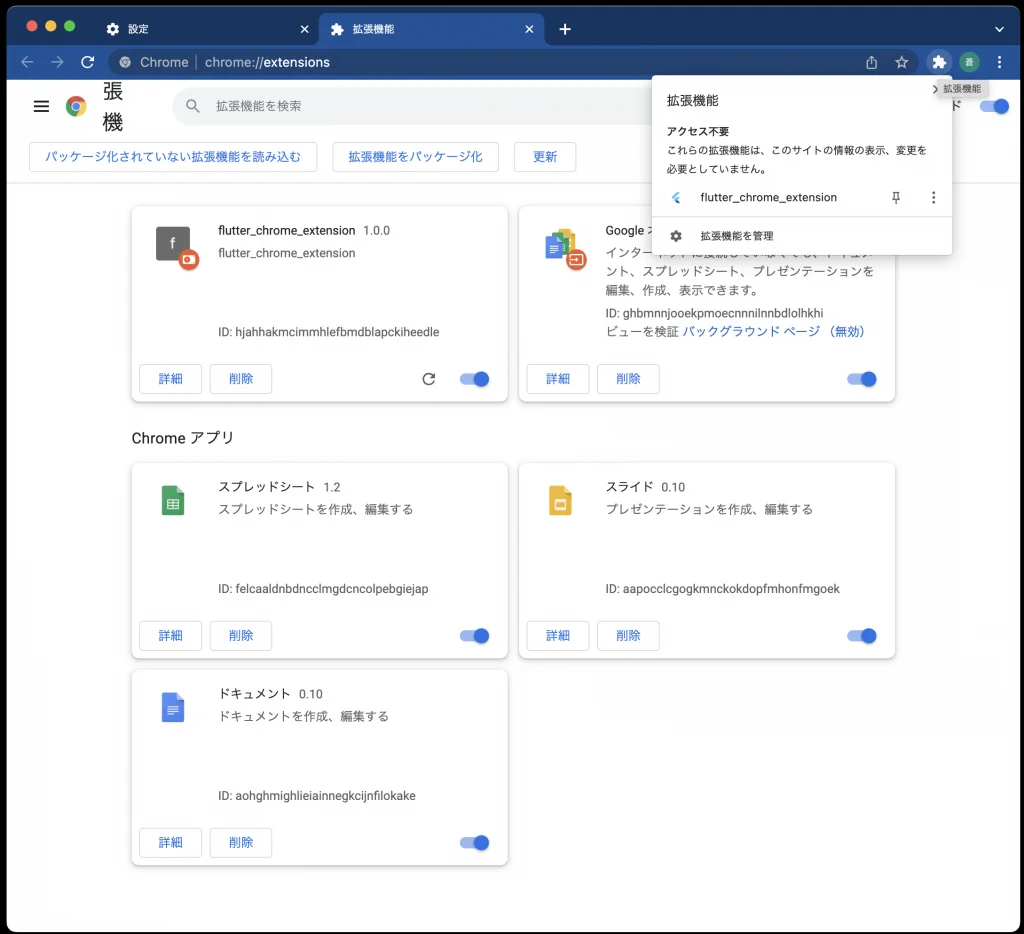 設定
拡張機能
Chrome
chrome://extensions
蒼
張
機
拡張機能を検索
拡張機能
ド
パッケージ化されていない拡張機能を読み込む
拡張機能をパッケージ化
更新
拡張機能
アクセス不要
これらの拡張機能は、このサイトの情報の表示、変更を
必要としていません。
flutter_chrome_extension
拡張機能を管理
f
flutter_chrome_extension 1.0.0
flutter_chrome_extension
ID: hjahhakmcimmhlefbmdblapckiheedle
詳細
削除
Google
編集、作成、表示できます。
ント、スプレッドシート、プレゼンテーションを
ID: ghbmnnjooekpmoecnnnilnnbdlolhkhi
ビューを検証 バックグラウンド ページ （無効）
詳細
削除
Chrome アプリ
スプレッドシート 1.2
スプレッドシートを作成、編集する
ID: felcaaldnbdncclmgdcncolpebgiejap
詳細
削除
スライド 0.10
プレゼンテーションを作成、編集する
ID: aapocclcgogkmnckokdopfmhonfmgoek
詳細
削除
ドキュメント 0.10
ドキュメントを作成、編集する
ID: aohghmighlieiainnegkcijnfilokake
詳細
削除